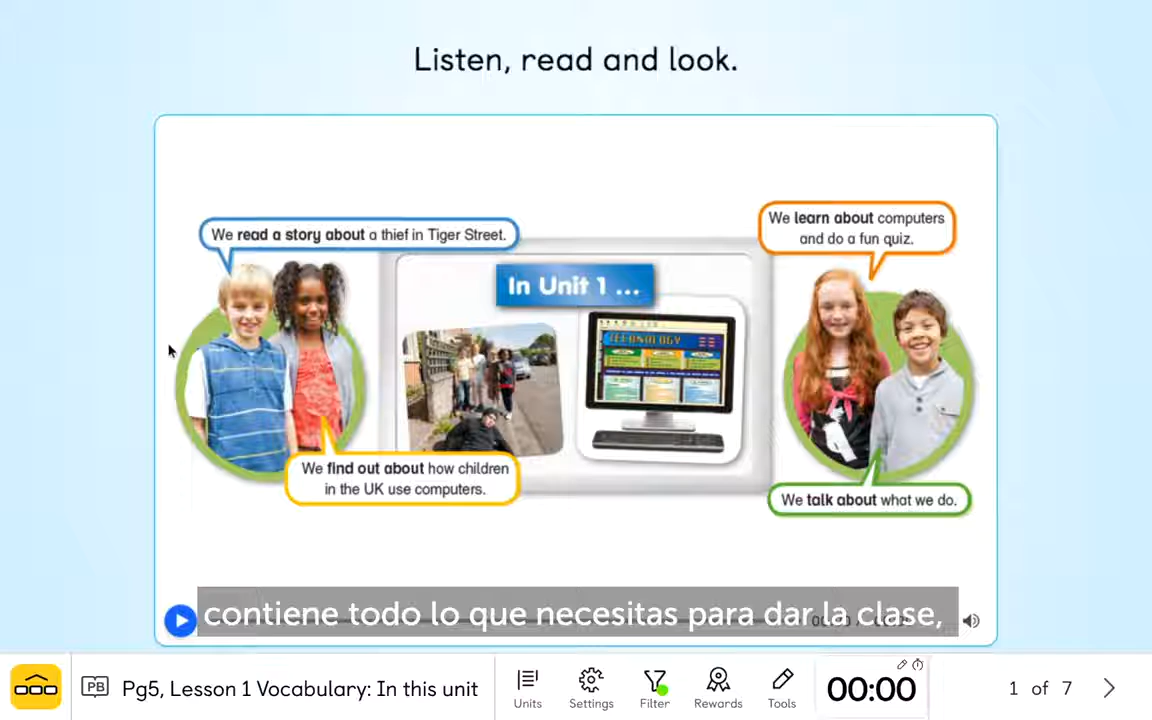 Listen, read and look.
We read a story about a thief in Tiger Street.
We learn about computers
and do a fun quiz.
In Unit 1 ...
TECHNOLOGY
We find out about how children
in the UK use computers.
We talk about what we do.
contiene todo lo que necesitas para dar la clase,
PB
Pg5, Lesson 1 Vocabulary: In this unit
Units
Settings
Filter
Rewards
Tools
00:00
1 of 7